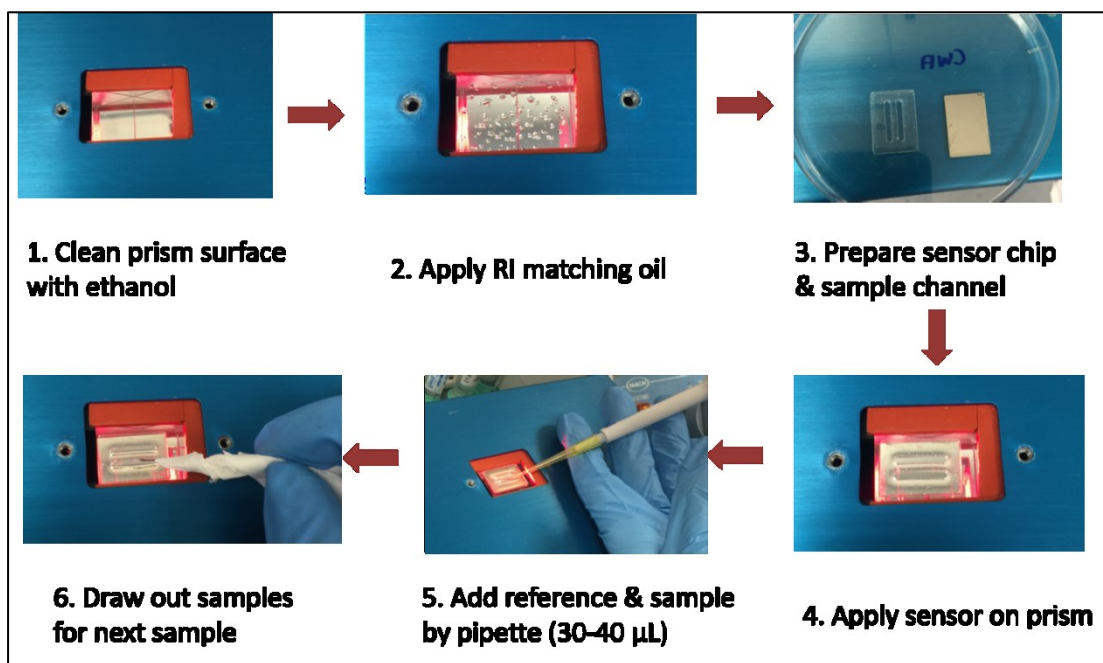 1. Clean prism surface
with ethanol
2. Apply RI matching oil
CWA
3. Prepare sensor chip
& sample channel
4. Apply sensor on prism
5. Add reference & sample
by pipette (30-40 µL)
6. Draw out samples
for next sample